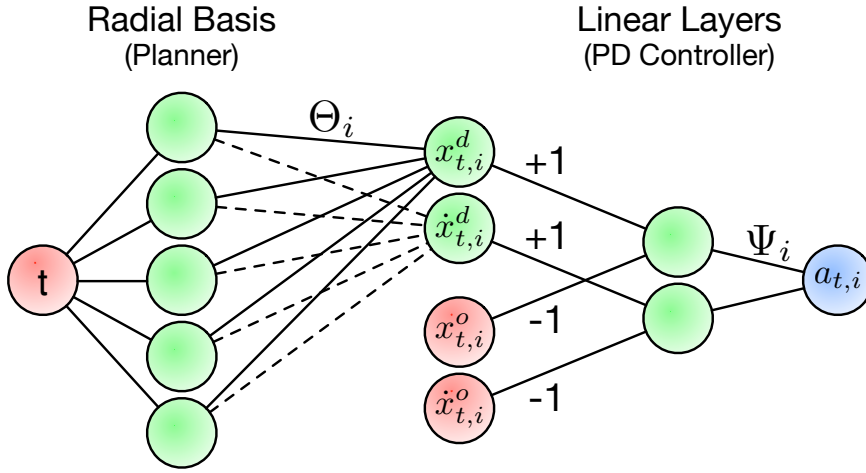 Radial Basis
(Planner)
Linear Layers
(PD Controller)
Θ_i
x^d_{t,i}
+1
ẋ^d_{t,i}
+1
Ψ_i
t
a_{t,i}
x^o_{t,i}
-1
ẋ^o_{t,i}
-1